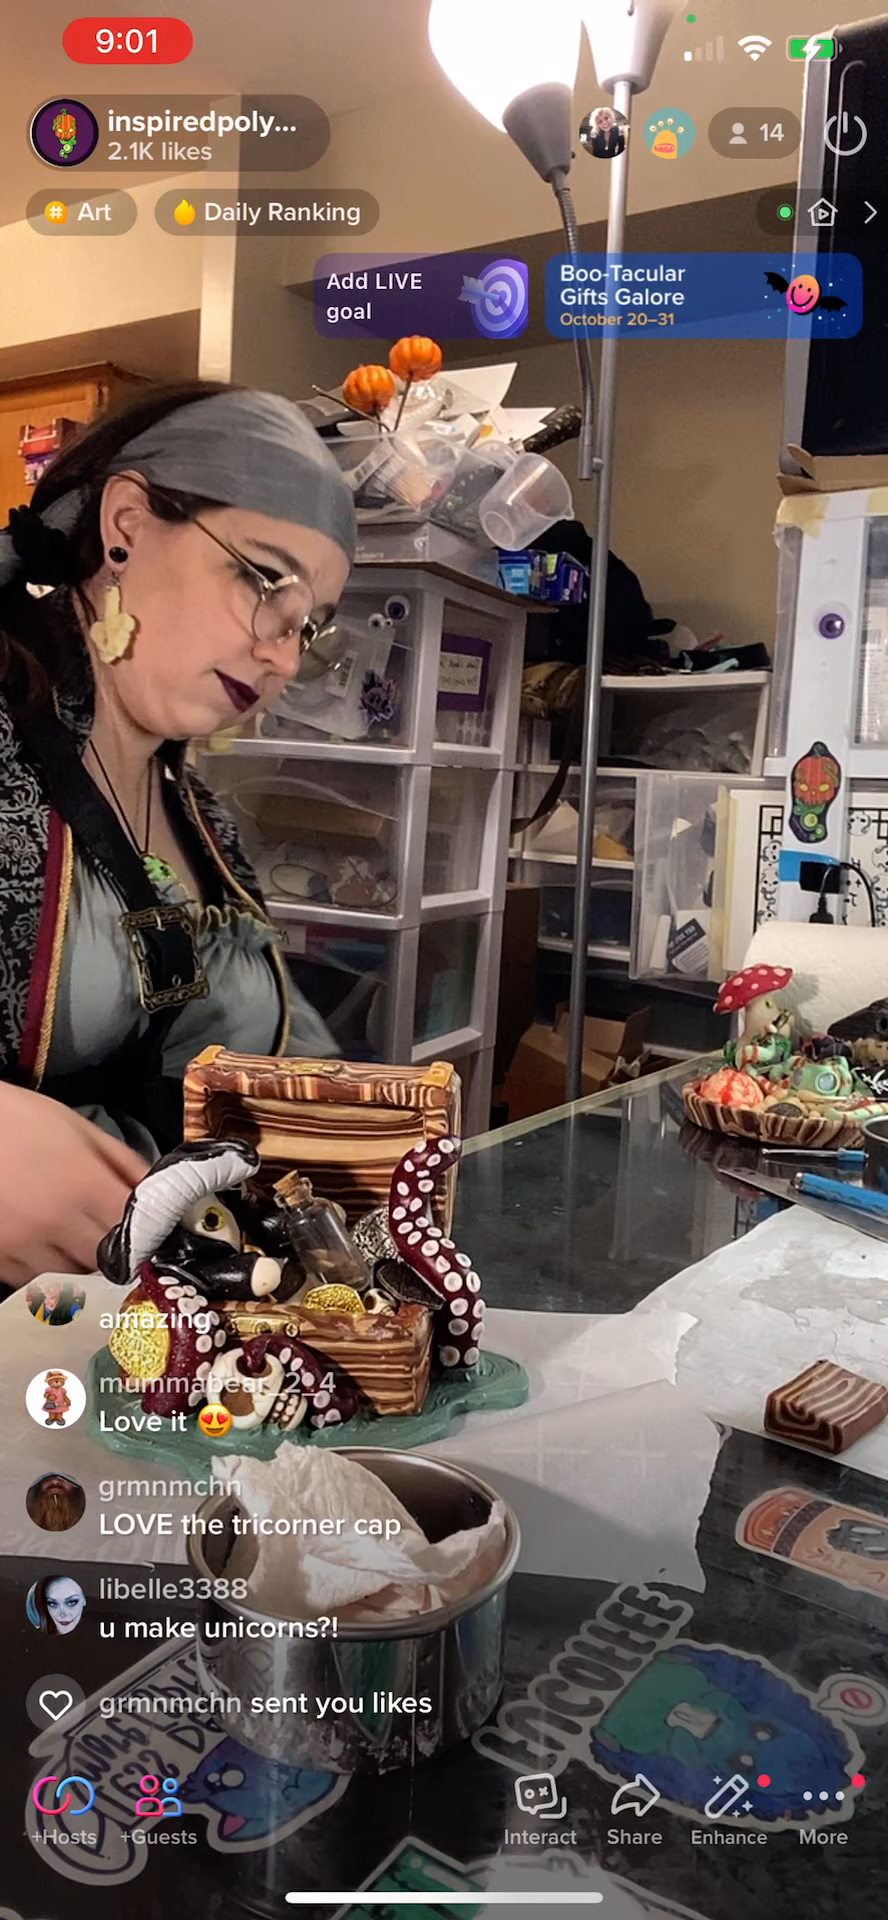 9:01
inspiredpoly...
2.1K likes
14
Art
Daily Ranking
Add LIVE
goal
Boo-Tacular
Gifts Galore
October 20–31
amazing
mummabear_2_4
Love it 😍
grmnmchn
LOVE the tricorner cap
libelle3388
u make unicorns?!
grmnmchn sent you likes
+Hosts
+Guests
Interact
Share
Enhance
More